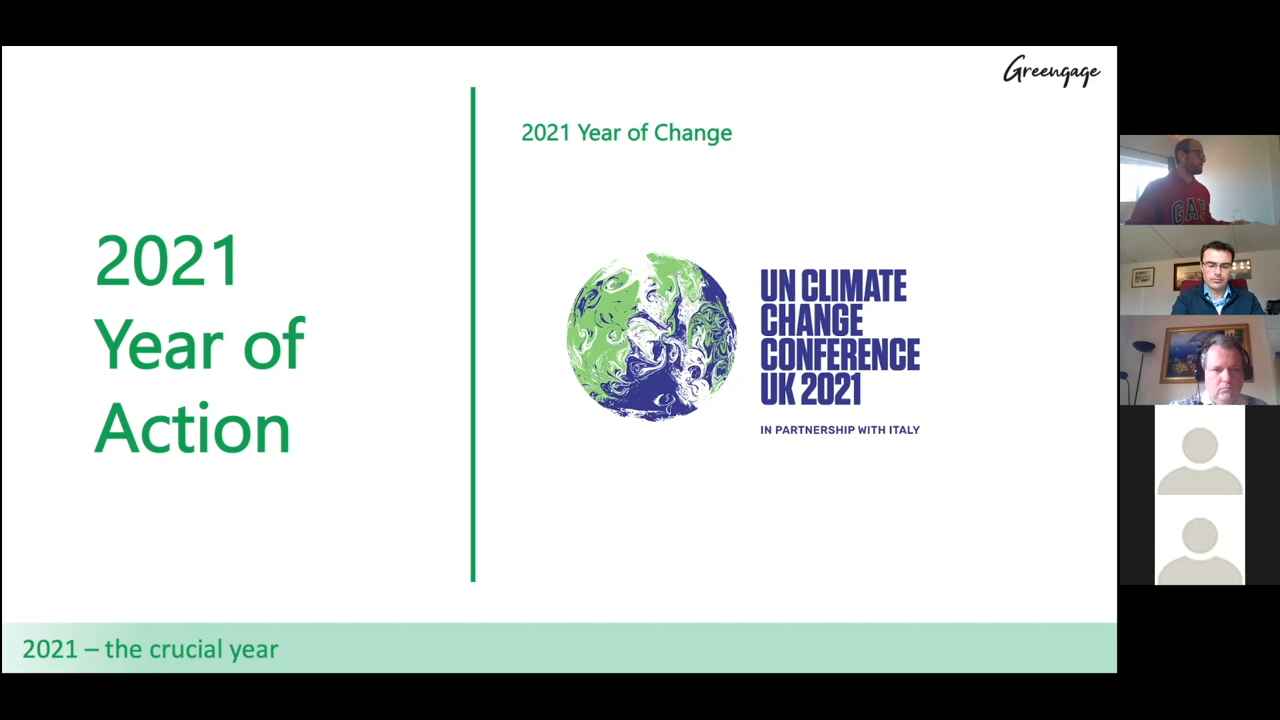 Greengage
2021
Year of
Action
2021 Year of Change
UN CLIMATE
CHANGE
CONFERENCE
UK 2021
IN PARTNERSHIP WITH ITALY
2021 – the crucial year
GAP